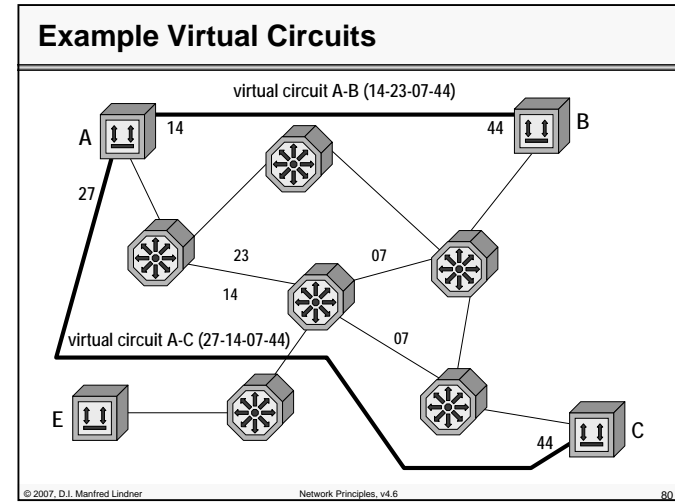 Example Virtual Circuits
virtual circuit A-B (14-23-07-44)
A
14
44
B
27
23
07
14
virtual circuit A-C (27-14-07-44)
07
E
44
C
© 2007, D.I. Manfred Lindner
Network Principles, v4.6
80